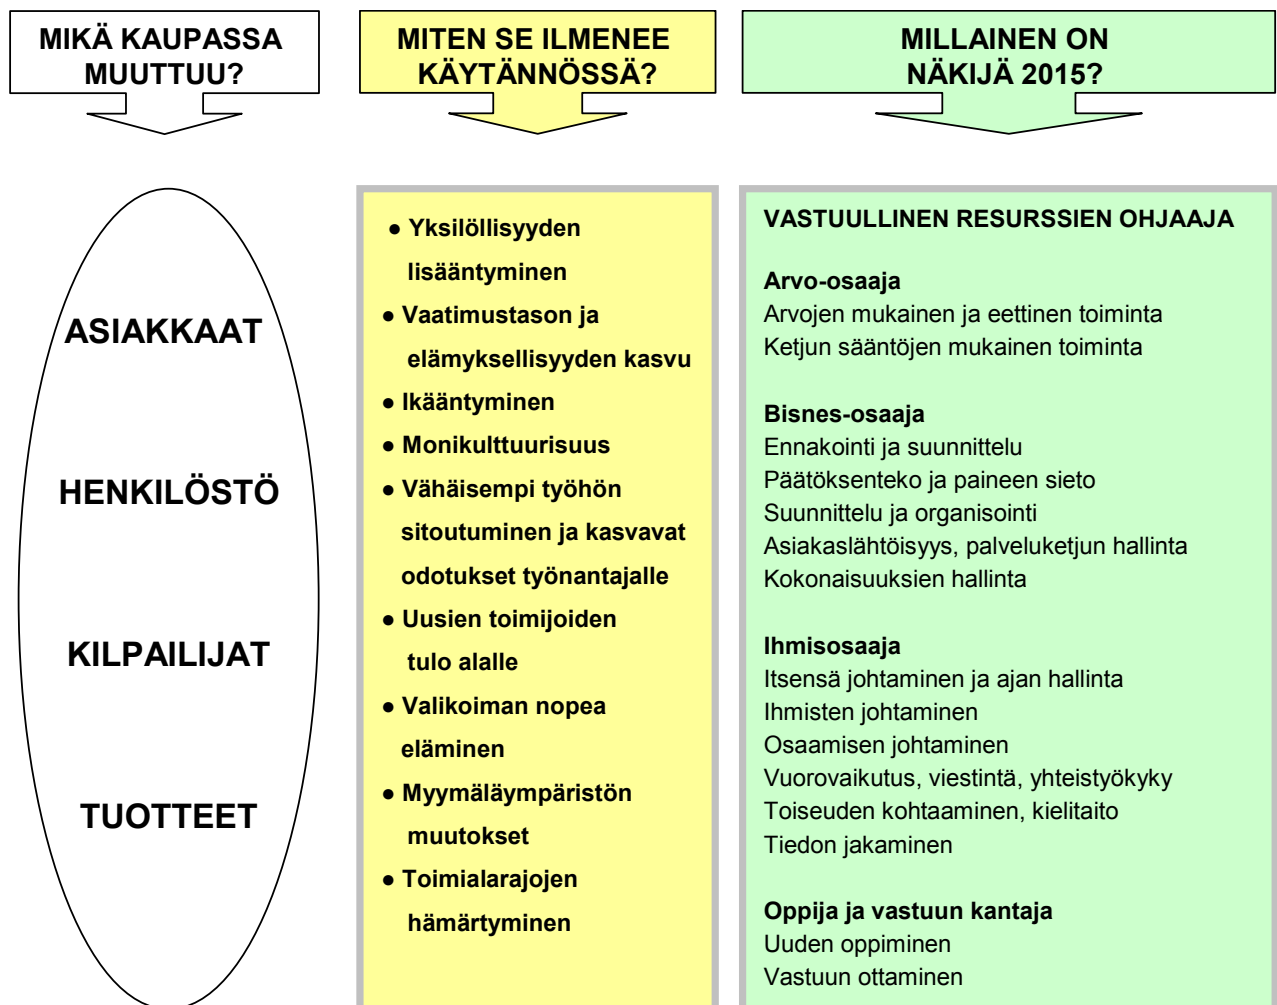 MIKÄ KAUPASSA
MUUTTUU?
MITEN SE ILMENEE
KÄYTÄNNÖSSÄ?
MILLAINEN ON
NÄKIJÄ 2015?
ASIAKKAAT
HENKILÖSTÖ
KILPAILIJAT
TUOTTEET
● Yksilöllisyyden
lisääntyminen
● Vaatimustason ja
elämyksellisyyden kasvu
● Ikääntyminen
● Monikulttuurisuus
● Vähäisempi työhön
sitoutuminen ja kasvavat
odotukset työnantajalle
● Uusien toimijoiden
tulo alalle
● Valikoiman nopea
eläminen
● Myymäläympäristön
muutokset
● Toimialarajojen
hämärtyminen
VASTUULLINEN RESURSSIEN OHJAAJA
Arvo-osaaja
Arvojen mukainen ja eettinen toiminta
Ketjun sääntöjen mukainen toiminta
Bisnes-osaaja
Ennakointi ja suunnittelu
Päätöksenteko ja paineen sieto
Suunnittelu ja organisointi
Asiakaslähtöisyys, palveluketjun hallinta
Kokonaisuuksien hallinta
Ihmisosaaja
Itsensä johtaminen ja ajan hallinta
Ihmisten johtaminen
Osaamisen johtaminen
Vuorovaikutus, viestintä, yhteistyökyky
Toiseuden kohtaaminen, kielitaito
Tiedon jakaminen
Oppija ja vastuun kantaja
Uuden oppiminen
Vastuun ottaminen